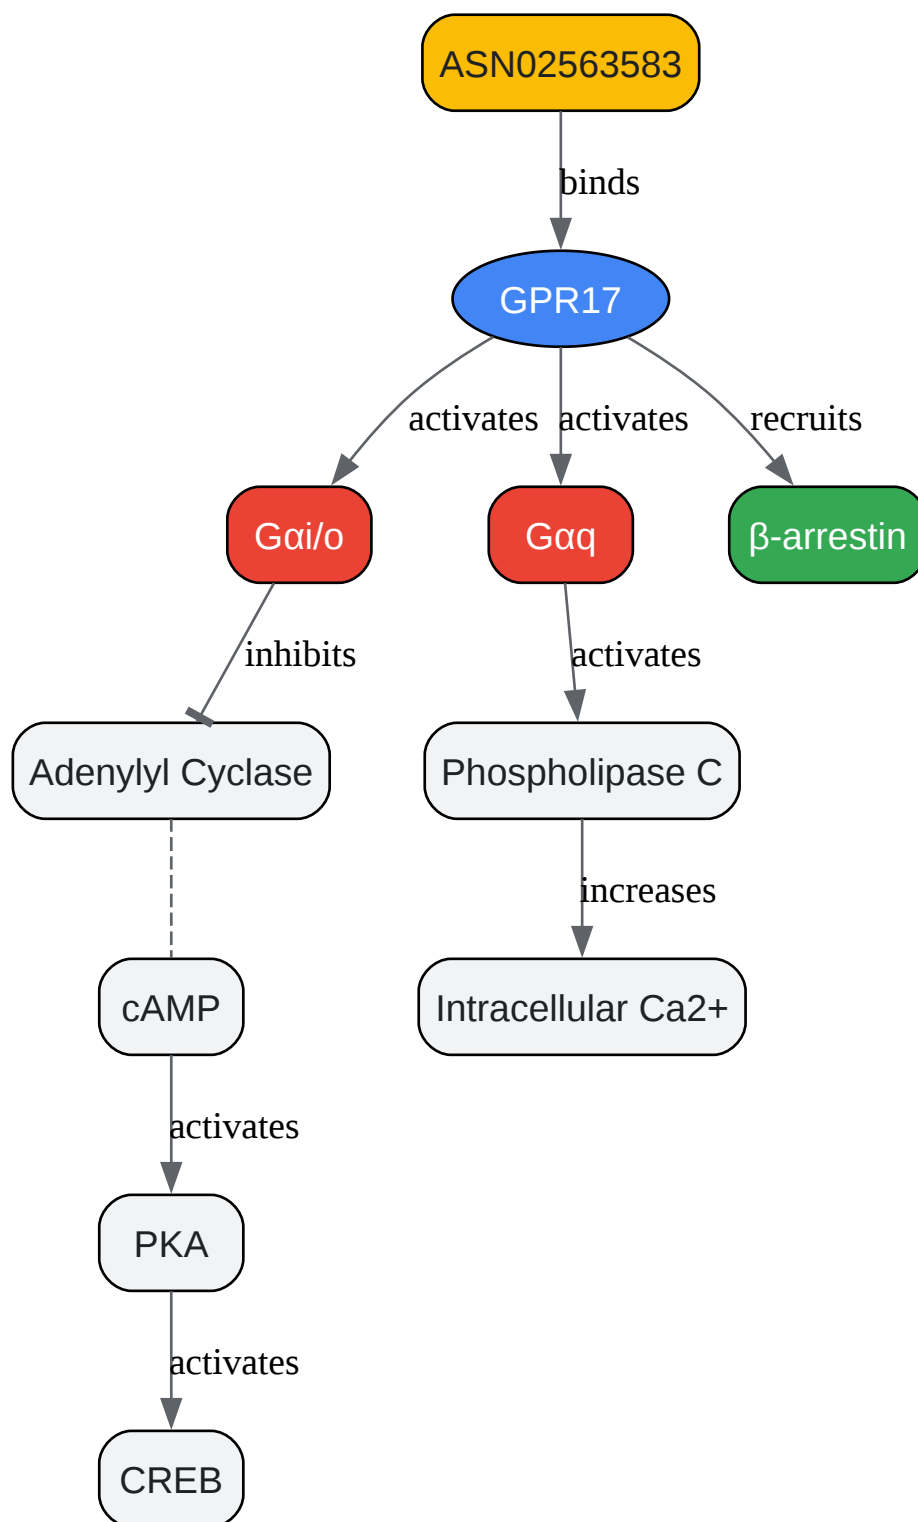 ASN02563583
binds
GPR17
activates
activates
recruits
Gαi/o
Gαq
β-arrestin
inhibits
activates
Adenylyl Cyclase
Phospholipase C
increases
cAMP
Intracellular Ca2+
activates
PKA
activates
CREB